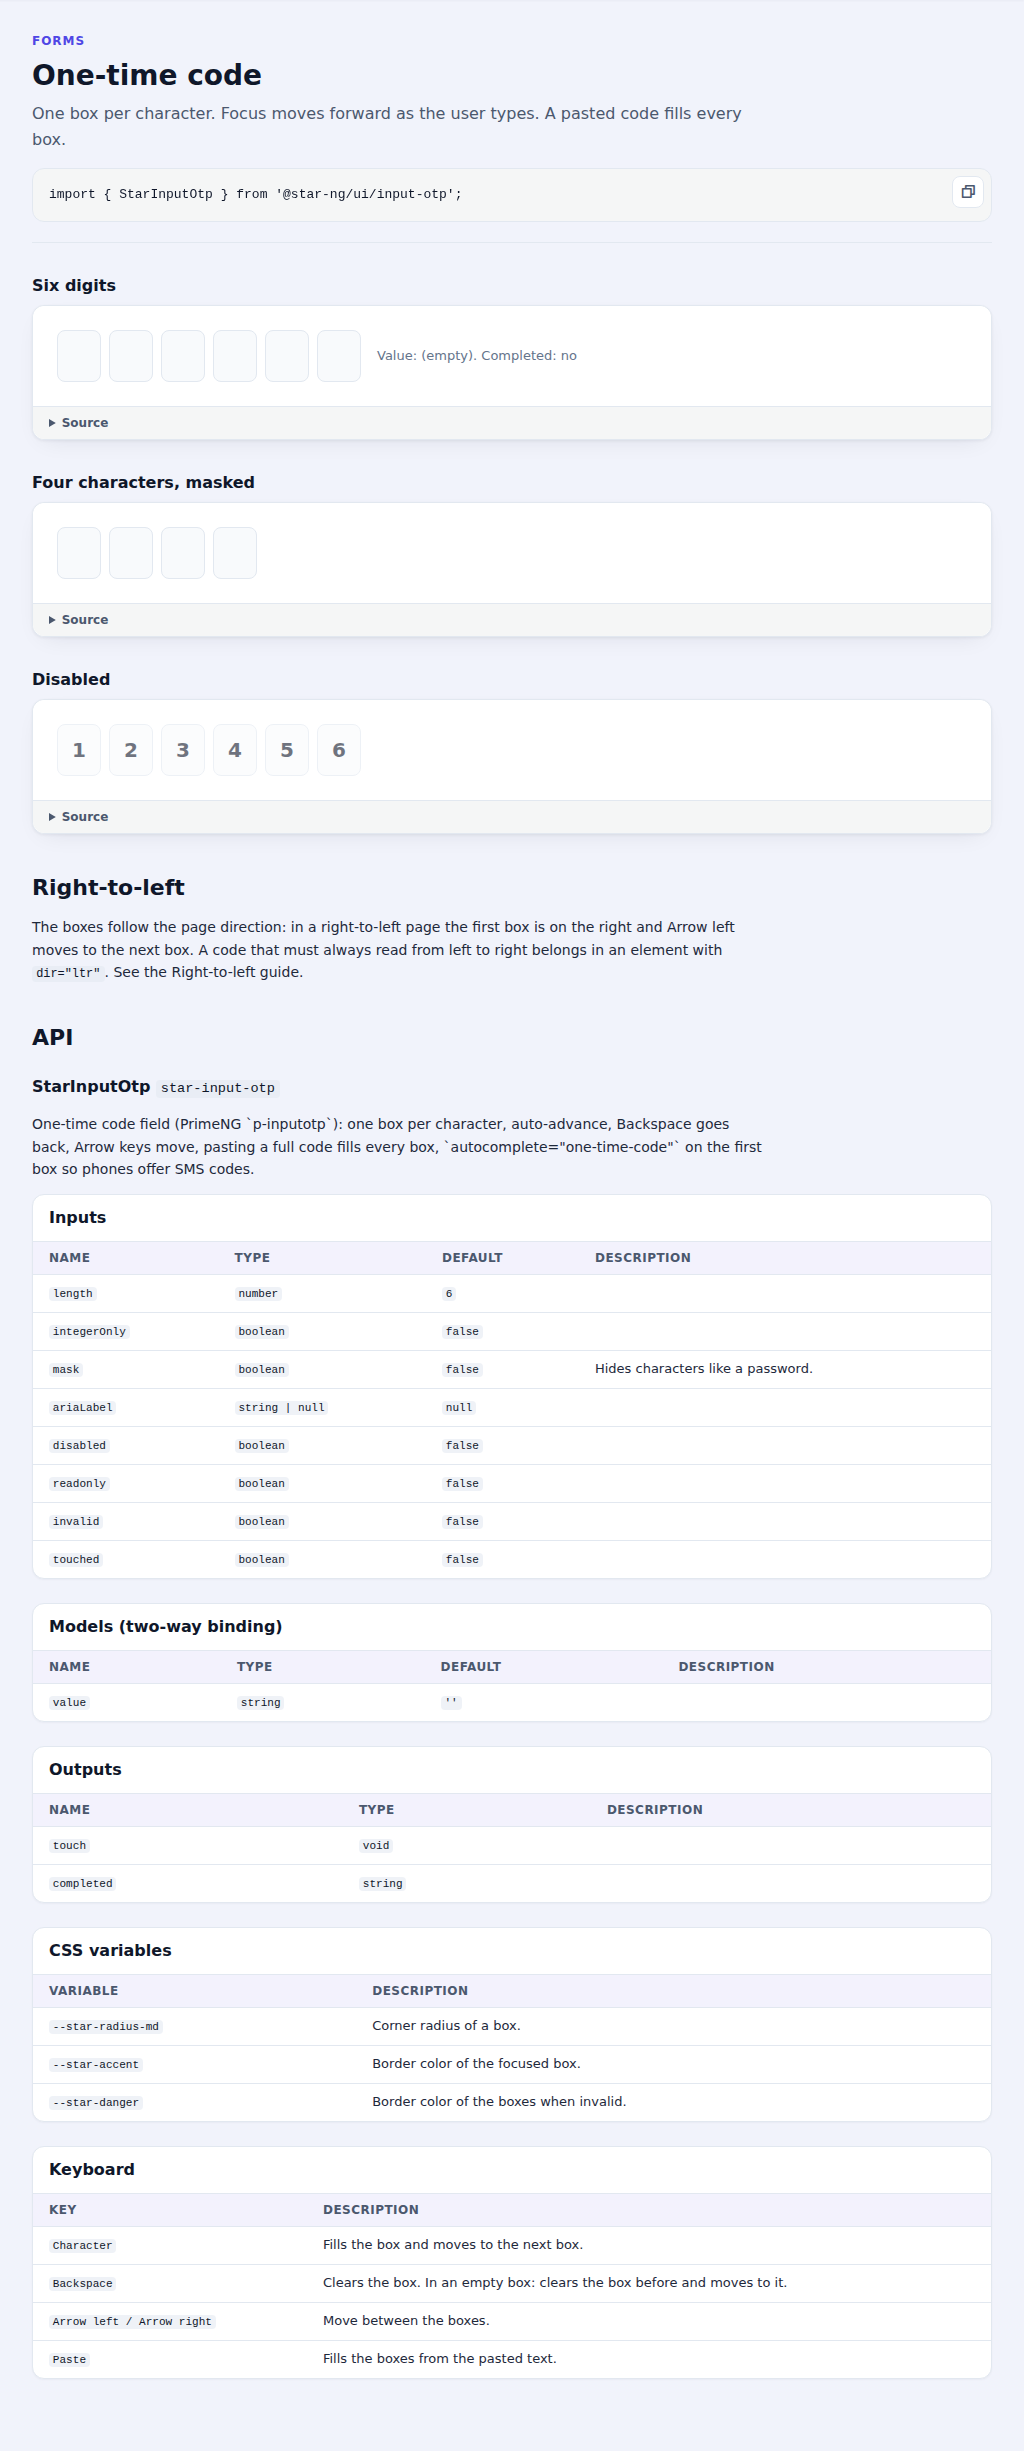 FORMS
One-time code
One box per character. Focus moves forward as the user types. A pasted code fills every
box.
import { StarInputOtp } from '@star-ng/ui/input-otp';
Six digits
Value: (empty). Completed: no
Source
Four characters, masked
Source
Disabled
1 2 3 4 5 6
Source
Right-to-left
The boxes follow the page direction: in a right-to-left page the first box is on the right and Arrow left
moves to the next box. A code that must always read from left to right belongs in an element with
dir="ltr". See the Right-to-left guide.
API
StarInputOtp star-input-otp
One-time code field (PrimeNG `p-inputotp`): one box per character, auto-advance, Backspace goes
back, Arrow keys move, pasting a full code fills every box, `autocomplete="one-time-code"` on the first
box so phones offer SMS codes.
Inputs
NAME TYPE DEFAULT DESCRIPTION
length number 6
integerOnly boolean false
mask boolean false Hides characters like a password.
ariaLabel string | null null
disabled boolean false
readonly boolean false
invalid boolean false
touched boolean false
Models (two-way binding)
NAME TYPE DEFAULT DESCRIPTION
value string ''
Outputs
NAME TYPE DESCRIPTION
touch void
completed string
CSS variables
VARIABLE DESCRIPTION
--star-radius-md Corner radius of a box.
--star-accent Border color of the focused box.
--star-danger Border color of the boxes when invalid.
Keyboard
KEY DESCRIPTION
Character Fills the box and moves to the next box.
Backspace Clears the box. In an empty box: clears the box before and moves to it.
Arrow left / Arrow right Move between the boxes.
Paste Fills the boxes from the pasted text.